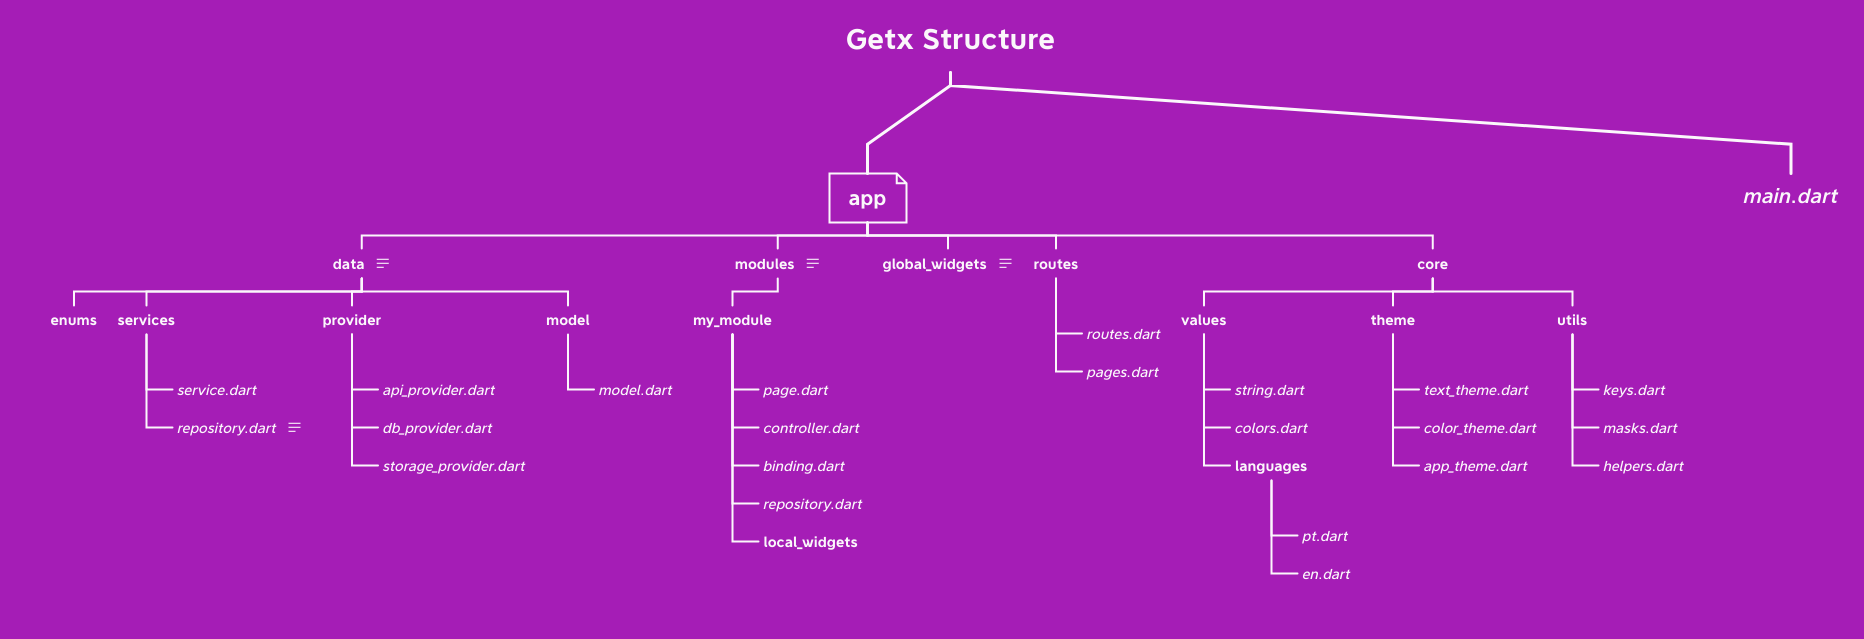 Getx Structure
app
main.dart
data
modules
global_widgets
routes
core
enums
services
provider
model
my_module
values
theme
utils
routes.dart
pages.dart
service.dart
repository.dart
api_provider.dart
db_provider.dart
storage_provider.dart
model.dart
page.dart
controller.dart
binding.dart
repository.dart
local_widgets
string.dart
colors.dart
languages
pt.dart
en.dart
text_theme.dart
color_theme.dart
app_theme.dart
keys.dart
masks.dart
helpers.dart